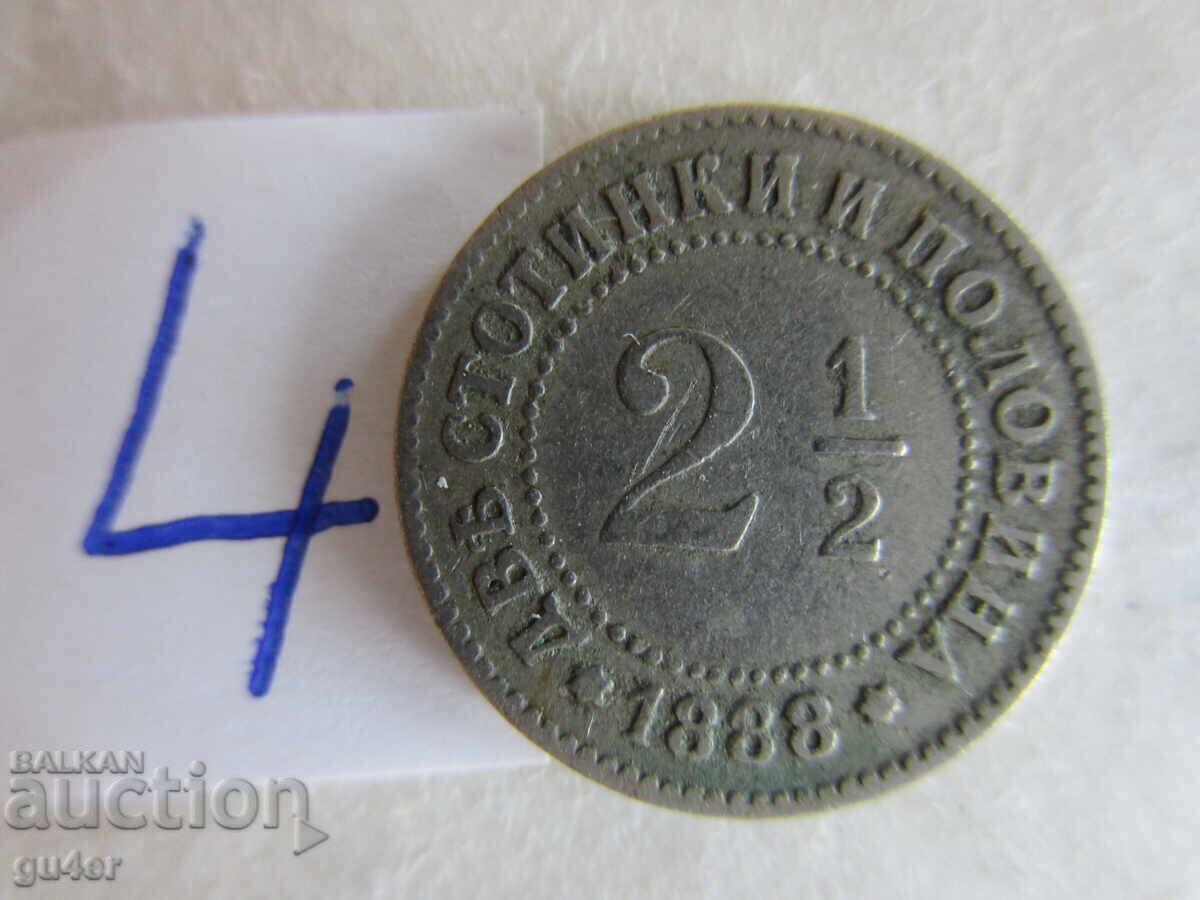 4
ДВѢ СТОТИНКИ И ПОЛОВИНА
2 1/2
* 1888 *
BALKAN
auction
gu4er